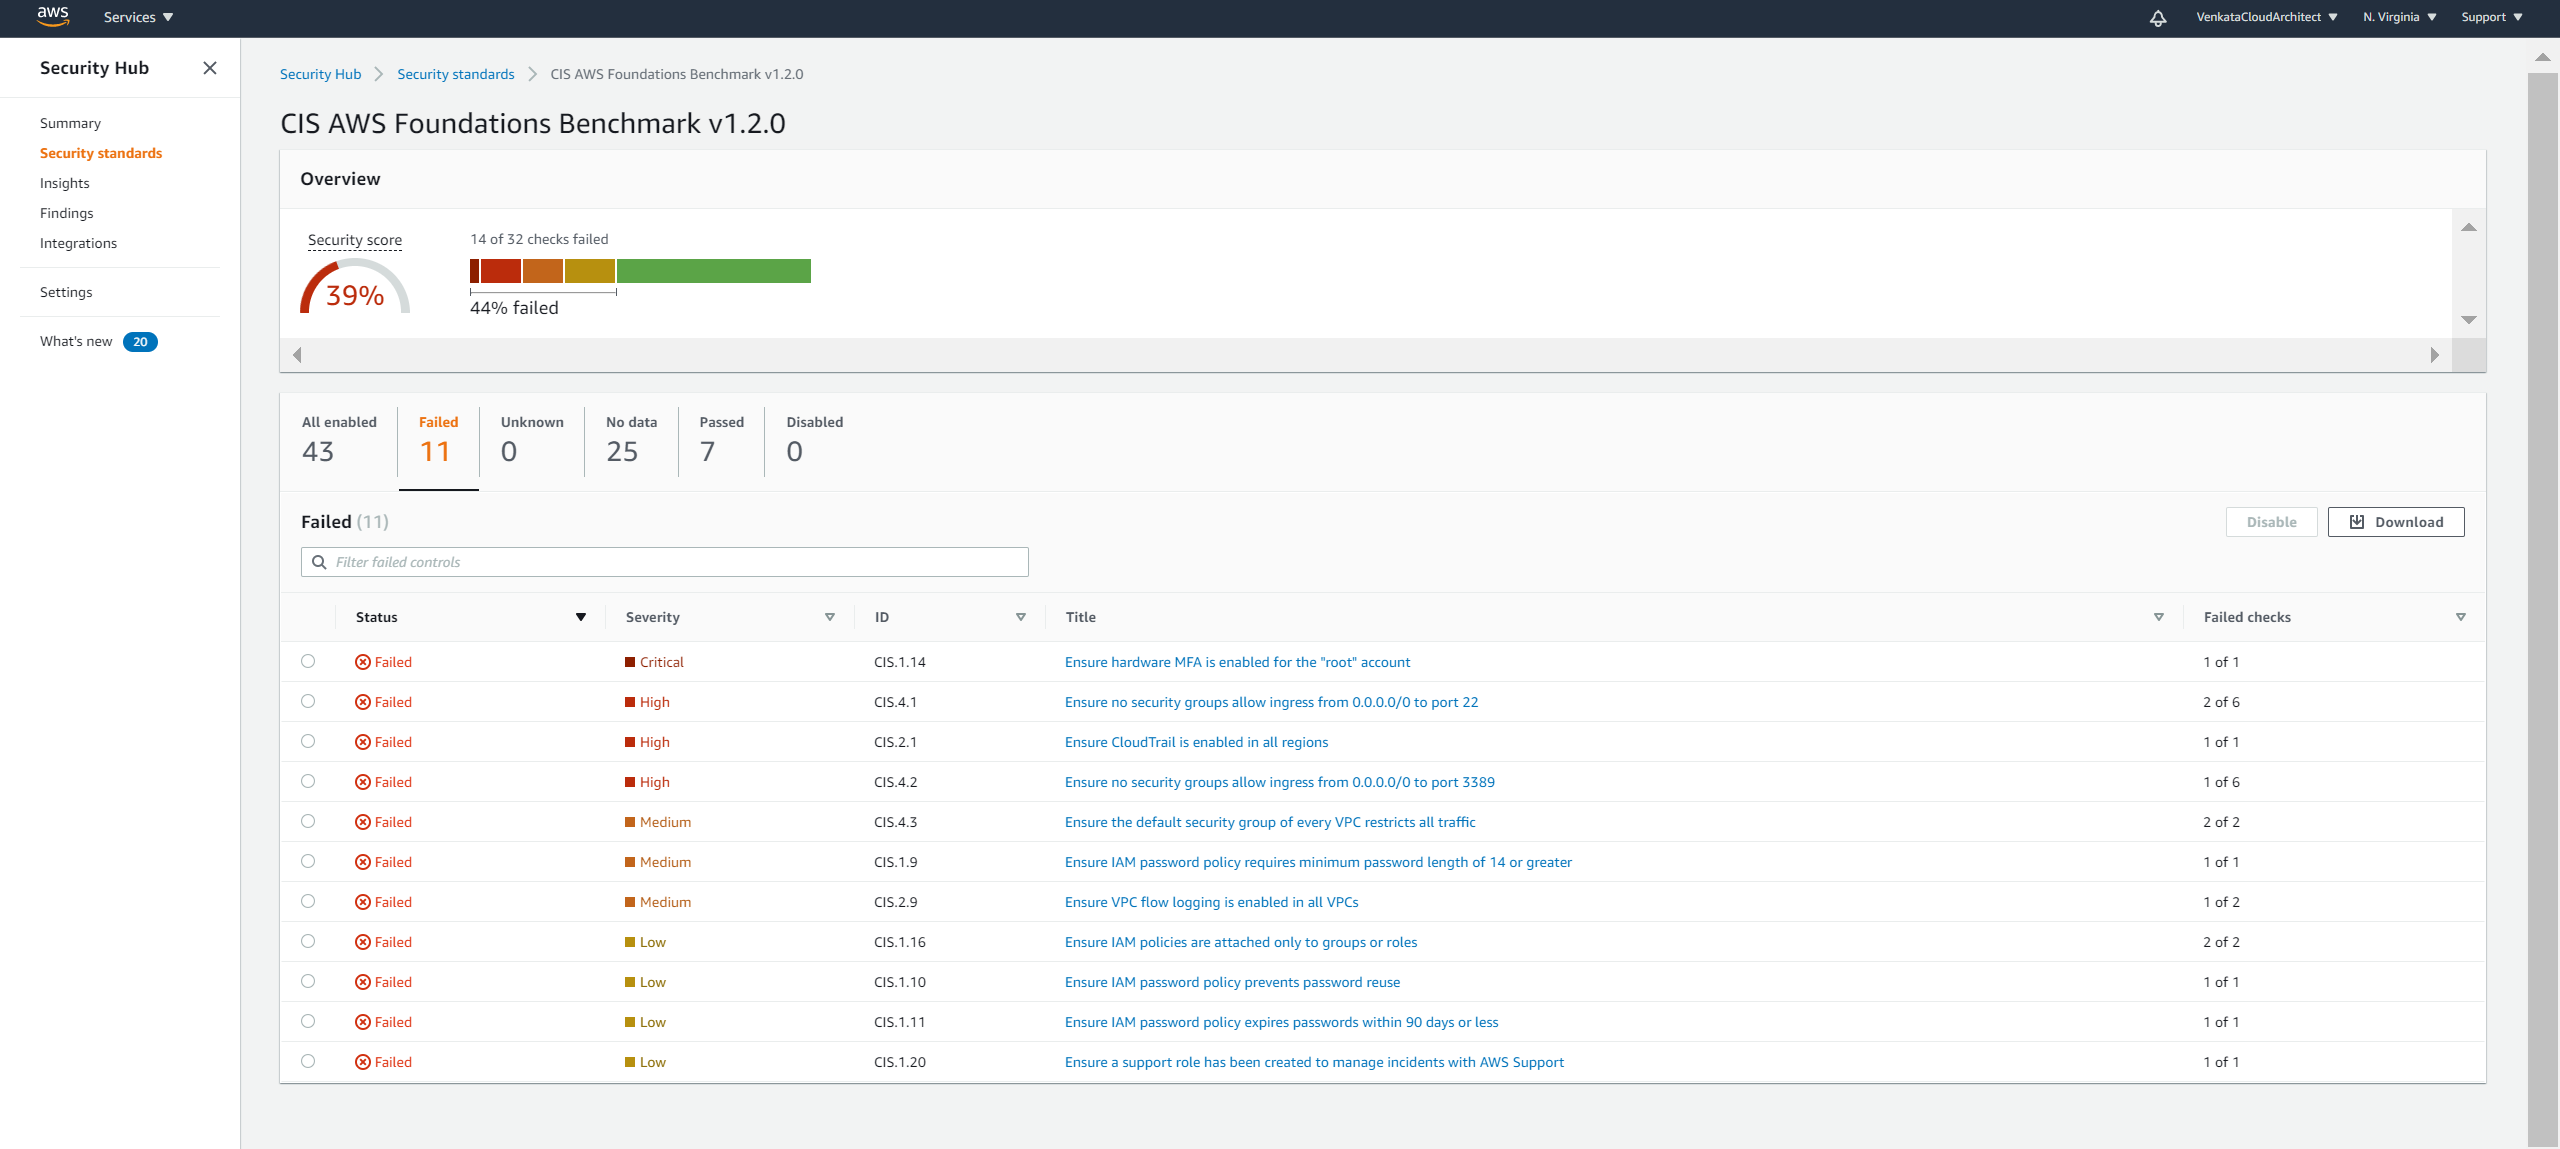 aws Services VenkataCloudArchitect N. Virginia Support
Security Hub
Summary
Security standards
Insights
Findings
Integrations
Settings
What's new 20
Security Hub Security standards CIS AWS Foundations Benchmark v1.2.0
CIS AWS Foundations Benchmark v1.2.0
Overview
Security score
39%
14 of 32 checks failed
44% failed
All enabled Failed Unknown No data Passed Disabled
43 11 0 25 7 0
Failed (11)
Disable Download
Filter failed controls
Status Severity ID Title Failed checks
Failed Critical CIS.1.14 Ensure hardware MFA is enabled for the "root" account 1 of 1
Failed High CIS.4.1 Ensure no security groups allow ingress from 0.0.0.0/0 to port 22 2 of 6
Failed High CIS.2.1 Ensure CloudTrail is enabled in all regions 1 of 1
Failed High CIS.4.2 Ensure no security groups allow ingress from 0.0.0.0/0 to port 3389 1 of 6
Failed Medium CIS.4.3 Ensure the default security group of every VPC restricts all traffic 2 of 2
Failed Medium CIS.1.9 Ensure IAM password policy requires minimum password length of 14 or greater 1 of 1
Failed Medium CIS.2.9 Ensure VPC flow logging is enabled in all VPCs 1 of 2
Failed Low CIS.1.16 Ensure IAM policies are attached only to groups or roles 2 of 2
Failed Low CIS.1.10 Ensure IAM password policy prevents password reuse 1 of 1
Failed Low CIS.1.11 Ensure IAM password policy expires passwords within 90 days or less 1 of 1
Failed Low CIS.1.20 Ensure a support role has been created to manage incidents with AWS Support 1 of 1